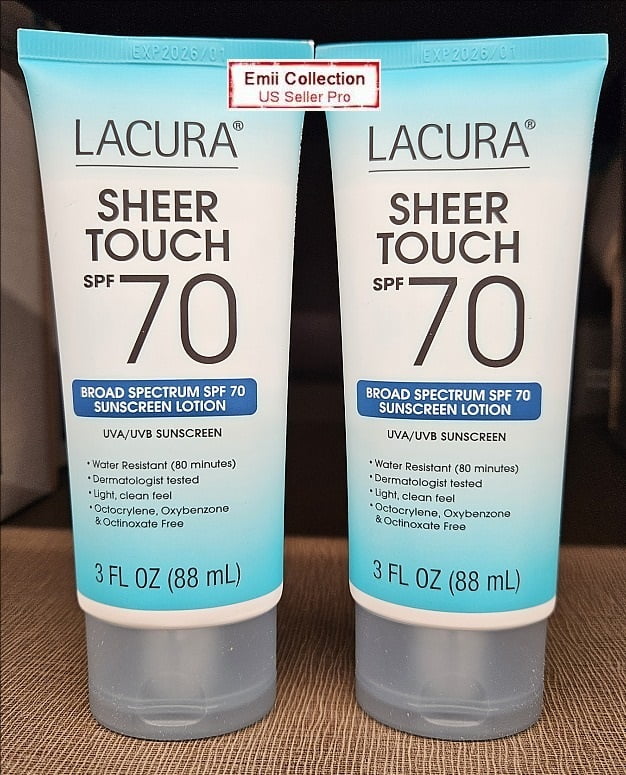 EXP2026/01
EXP2026/01
Emii Collection
US Seller Pro
LACURA®
SHEER
TOUCH
SPF 70
BROAD SPECTRUM SPF 70
SUNSCREEN LOTION
UVA/UVB SUNSCREEN
• Water Resistant (80 minutes)
• Dermatologist tested
• Light, clean feel
• Octocrylene, Oxybenzone
& Octinoxate Free
3 FL OZ (88 mL)
LACURA®
SHEER
TOUCH
SPF 70
BROAD SPECTRUM SPF 70
SUNSCREEN LOTION
UVA/UVB SUNSCREEN
• Water Resistant (80 minutes)
• Dermatologist tested
• Light, clean feel
• Octocrylene, Oxybenzone
& Octinoxate Free
3 FL OZ (88 mL)